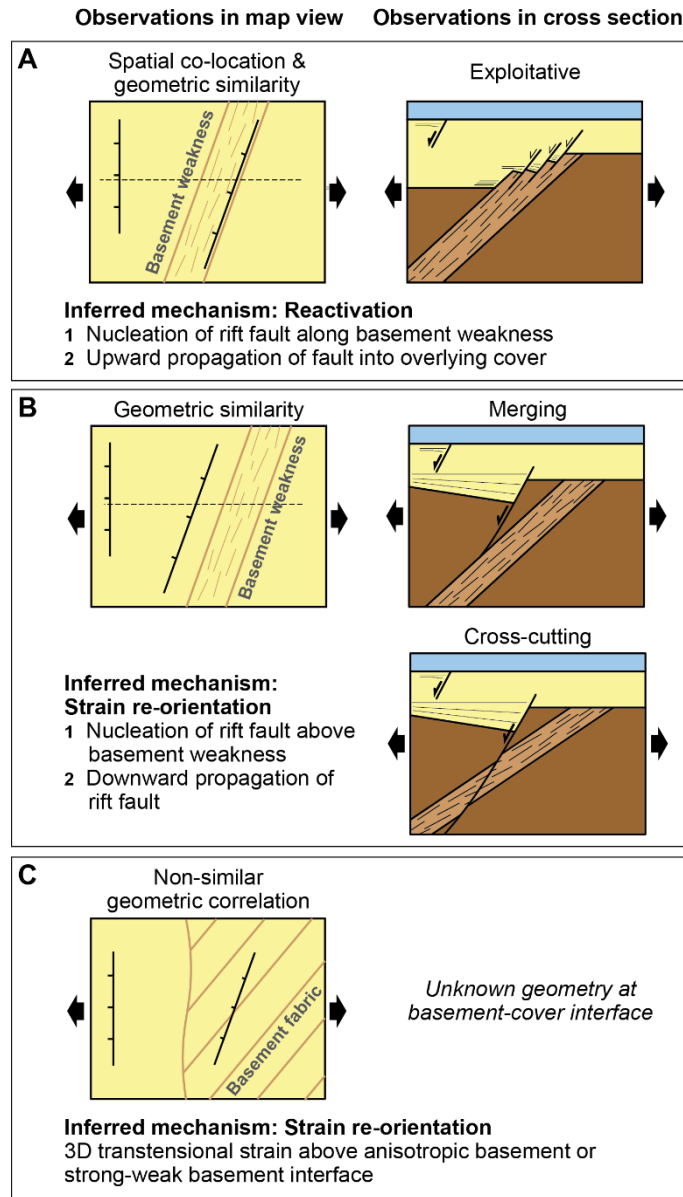 Observations in map view
Observations in cross section
A
Spatial co-location &
geometric similarity
Exploitative
Basement weakness
Inferred mechanism: Reactivation
1 Nucleation of rift fault along basement weakness
2 Upward propagation of fault into overlying cover
B
Geometric similarity
Merging
Basement weakness
Cross-cutting
Inferred mechanism:
Strain re-orientation
1 Nucleation of rift fault above
basement weakness
2 Downward propagation of
rift fault
C
Non-similar
geometric correlation
Basement fabric
Unknown geometry at
basement-cover interface
Inferred mechanism: Strain re-orientation
3D transtensional strain above anisotropic basement or
strong-weak basement interface